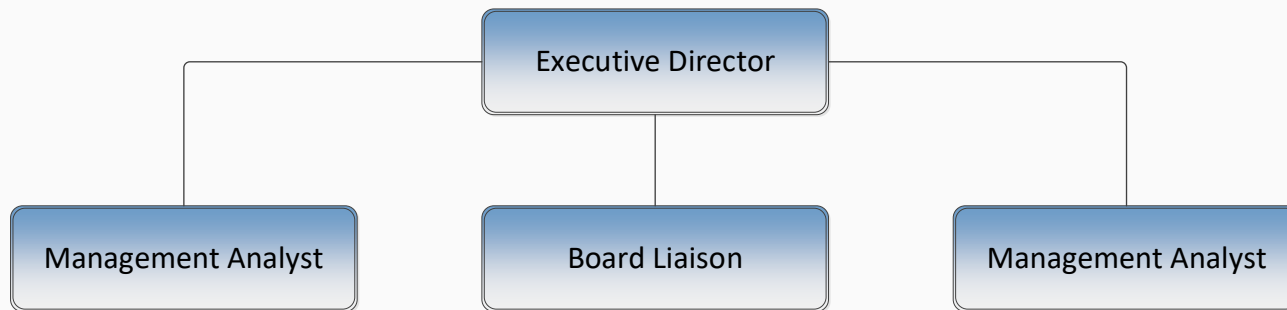 Executive Director
Management Analyst
Board Liaison
Management Analyst